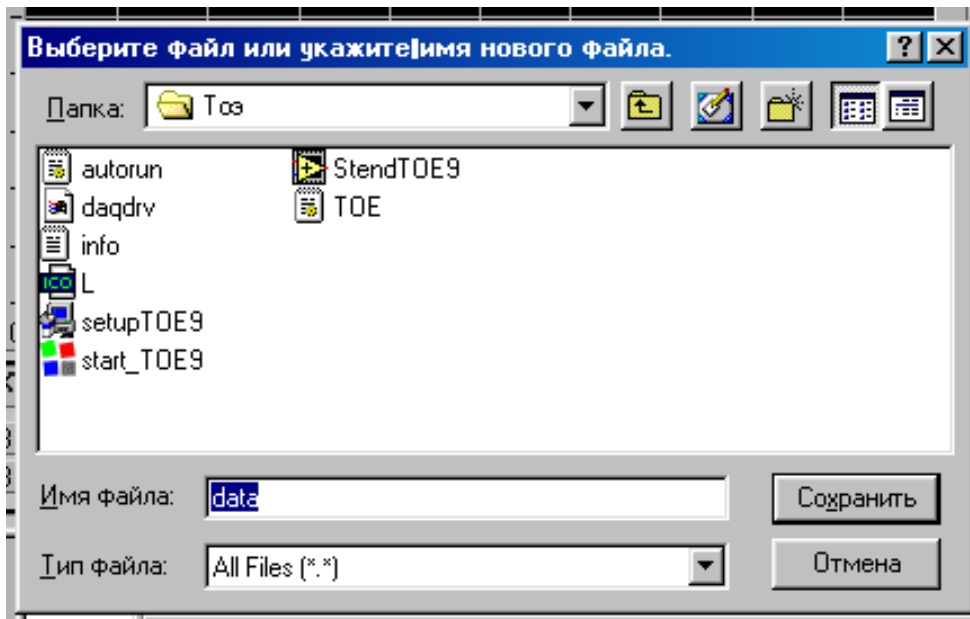 Выберите файл или укажите имя нового файла.
Папка: Тоэ
autorun
daqdrv
info
ICO L
setupTOE9
start_TOE9
StendTOE9
TOE
Имя файла: data
Сохранить
Тип файла: All Files (*.*)
Отмена